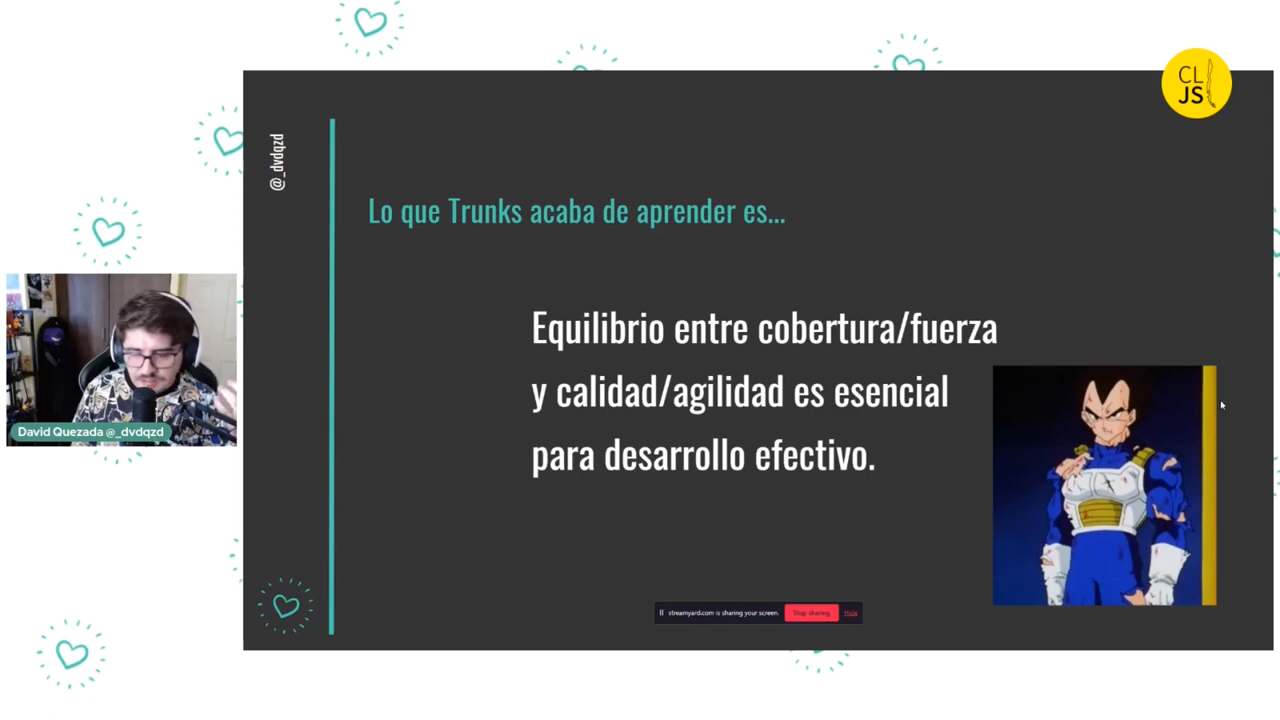 CL
JS
@_dvdqzd
Lo que Trunks acaba de aprender es...
Equilibrio entre cobertura/fuerza
y calidad/agilidad es esencial
para desarrollo efectivo.
David Quezada @_dvdqzd
streamyard.com is sharing your screen. Stop sharing Hide